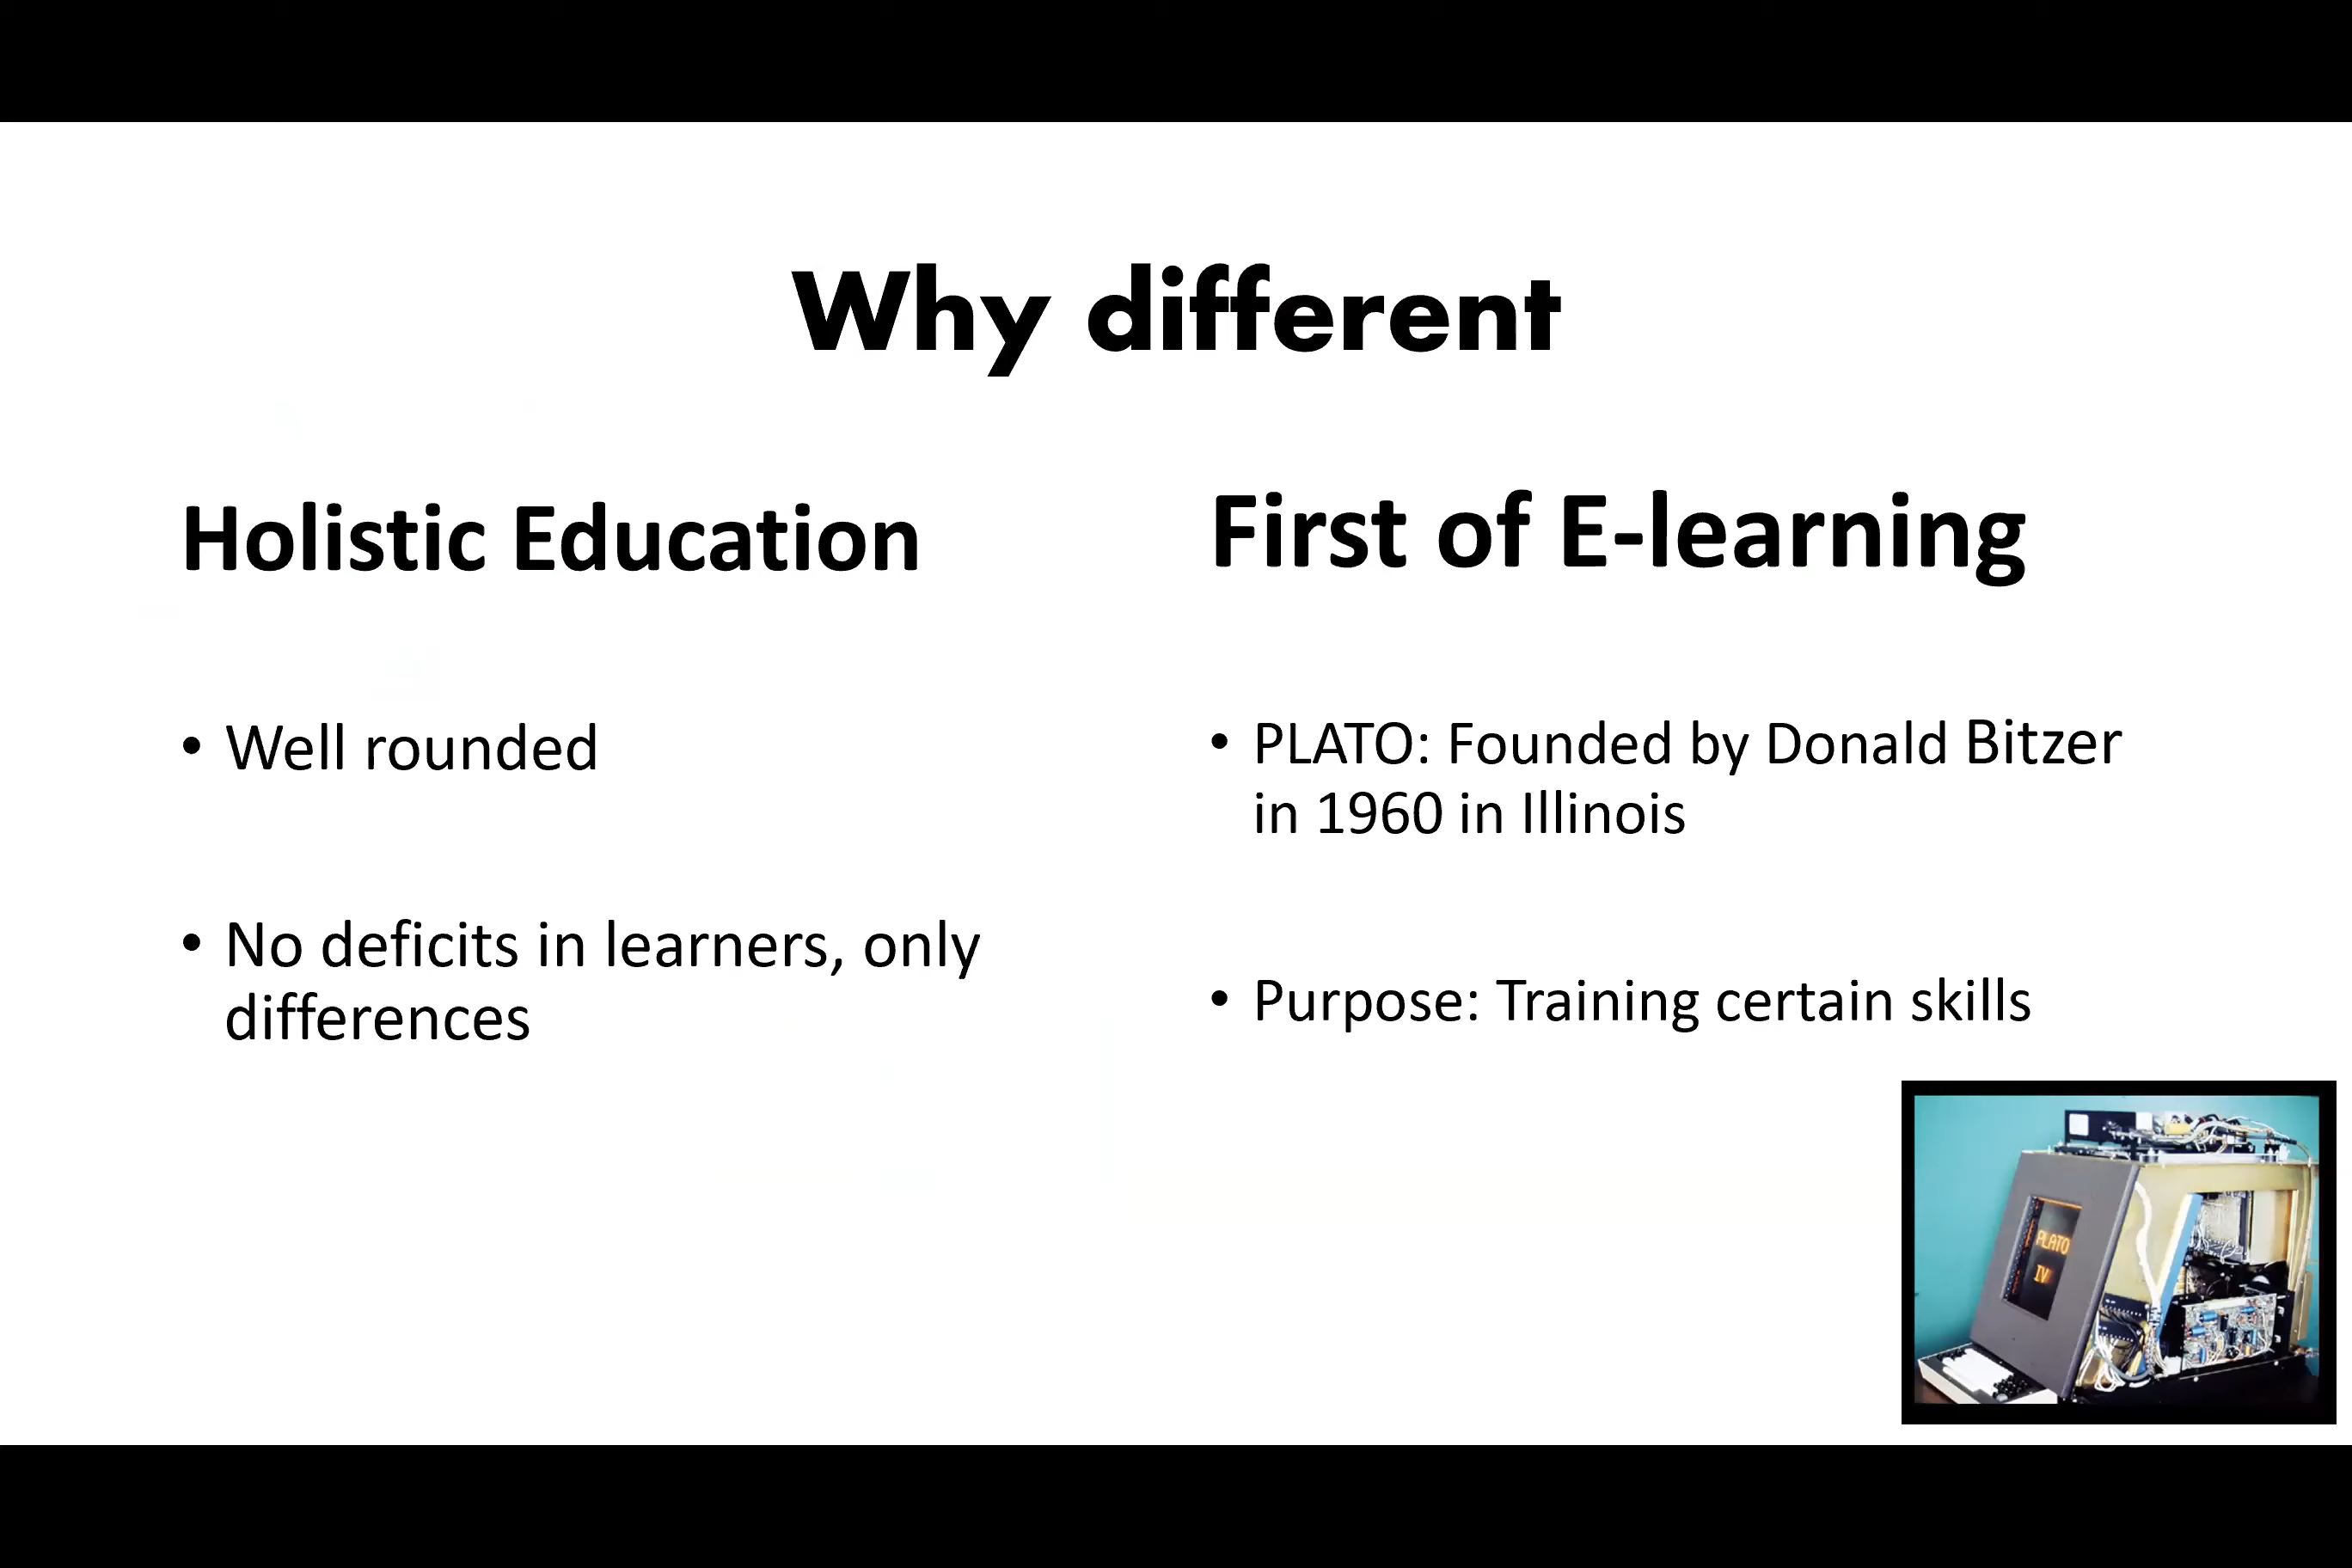 Why different
Holistic Education
• Well rounded
• No deficits in learners, only
differences
First of E-learning
• PLATO: Founded by Donald Bitzer
in 1960 in Illinois
• Purpose: Training certain skills
PLATO
IV